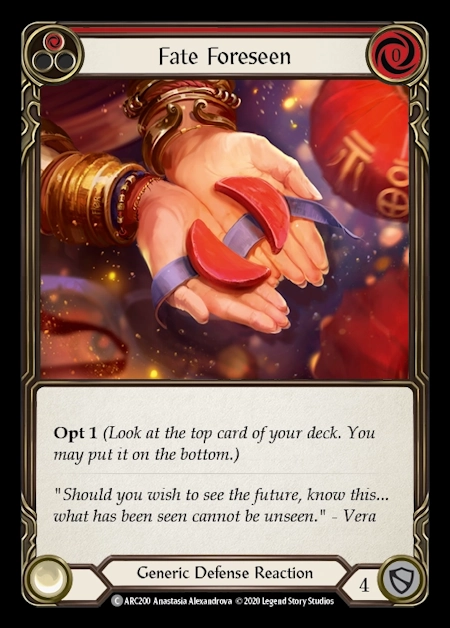 Fate Foreseen
0
Opt 1 (Look at the top card of your deck. You
may put it on the bottom.)
"Should you wish to see the future, know this...
what has been seen cannot be unseen." - Vera
Generic Defense Reaction
4
C ARC200 Anastasia Alexandrova © 2020 Legend Story Studios